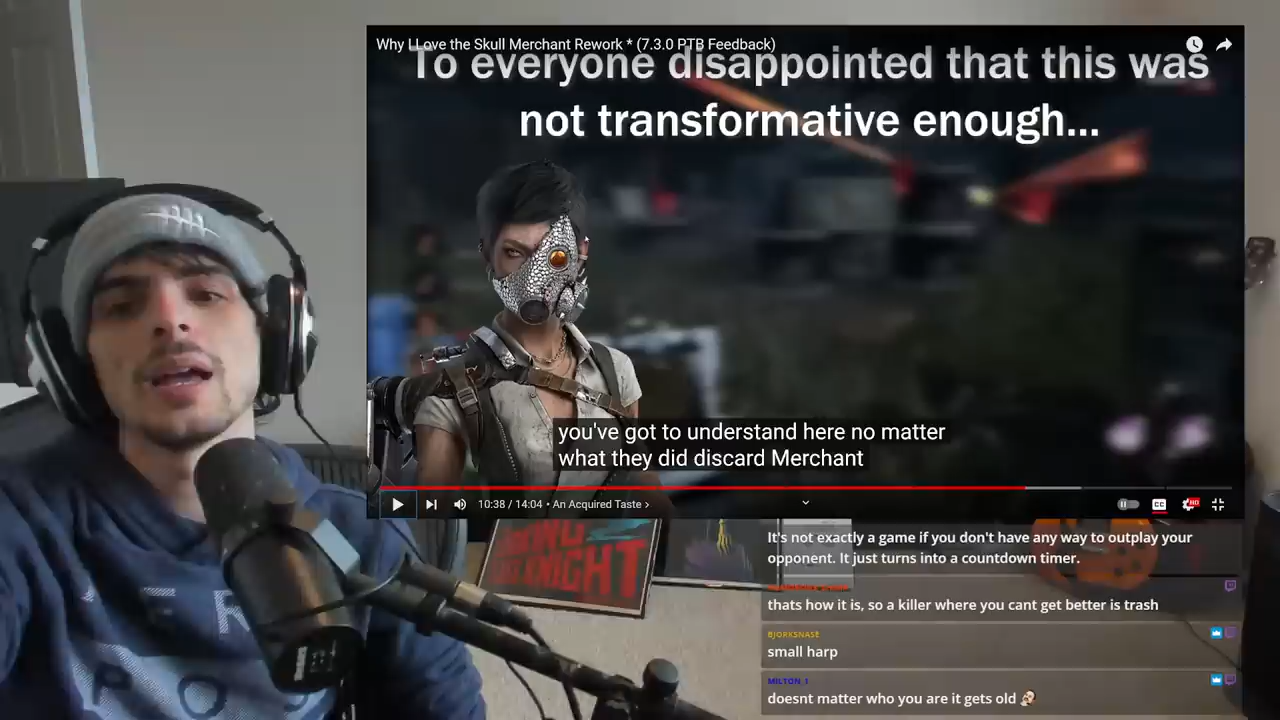 Why I Love the Skull Merchant Rework * (7.3.0 PTB Feedback)
To everyone disappointed that this was
not transformative enough...
you've got to understand here no matter
what they did discard Merchant
10:38 / 14:04 • An Acquired Taste ›
CC
HD
It's not exactly a game if you don't have any way to outplay your
opponent. It just turns into a countdown timer.
thats how it is, so a killer where you cant get better is trash
BJORKSNASE
small harp
MILTON_1
doesnt matter who you are it gets old
KNIGHT